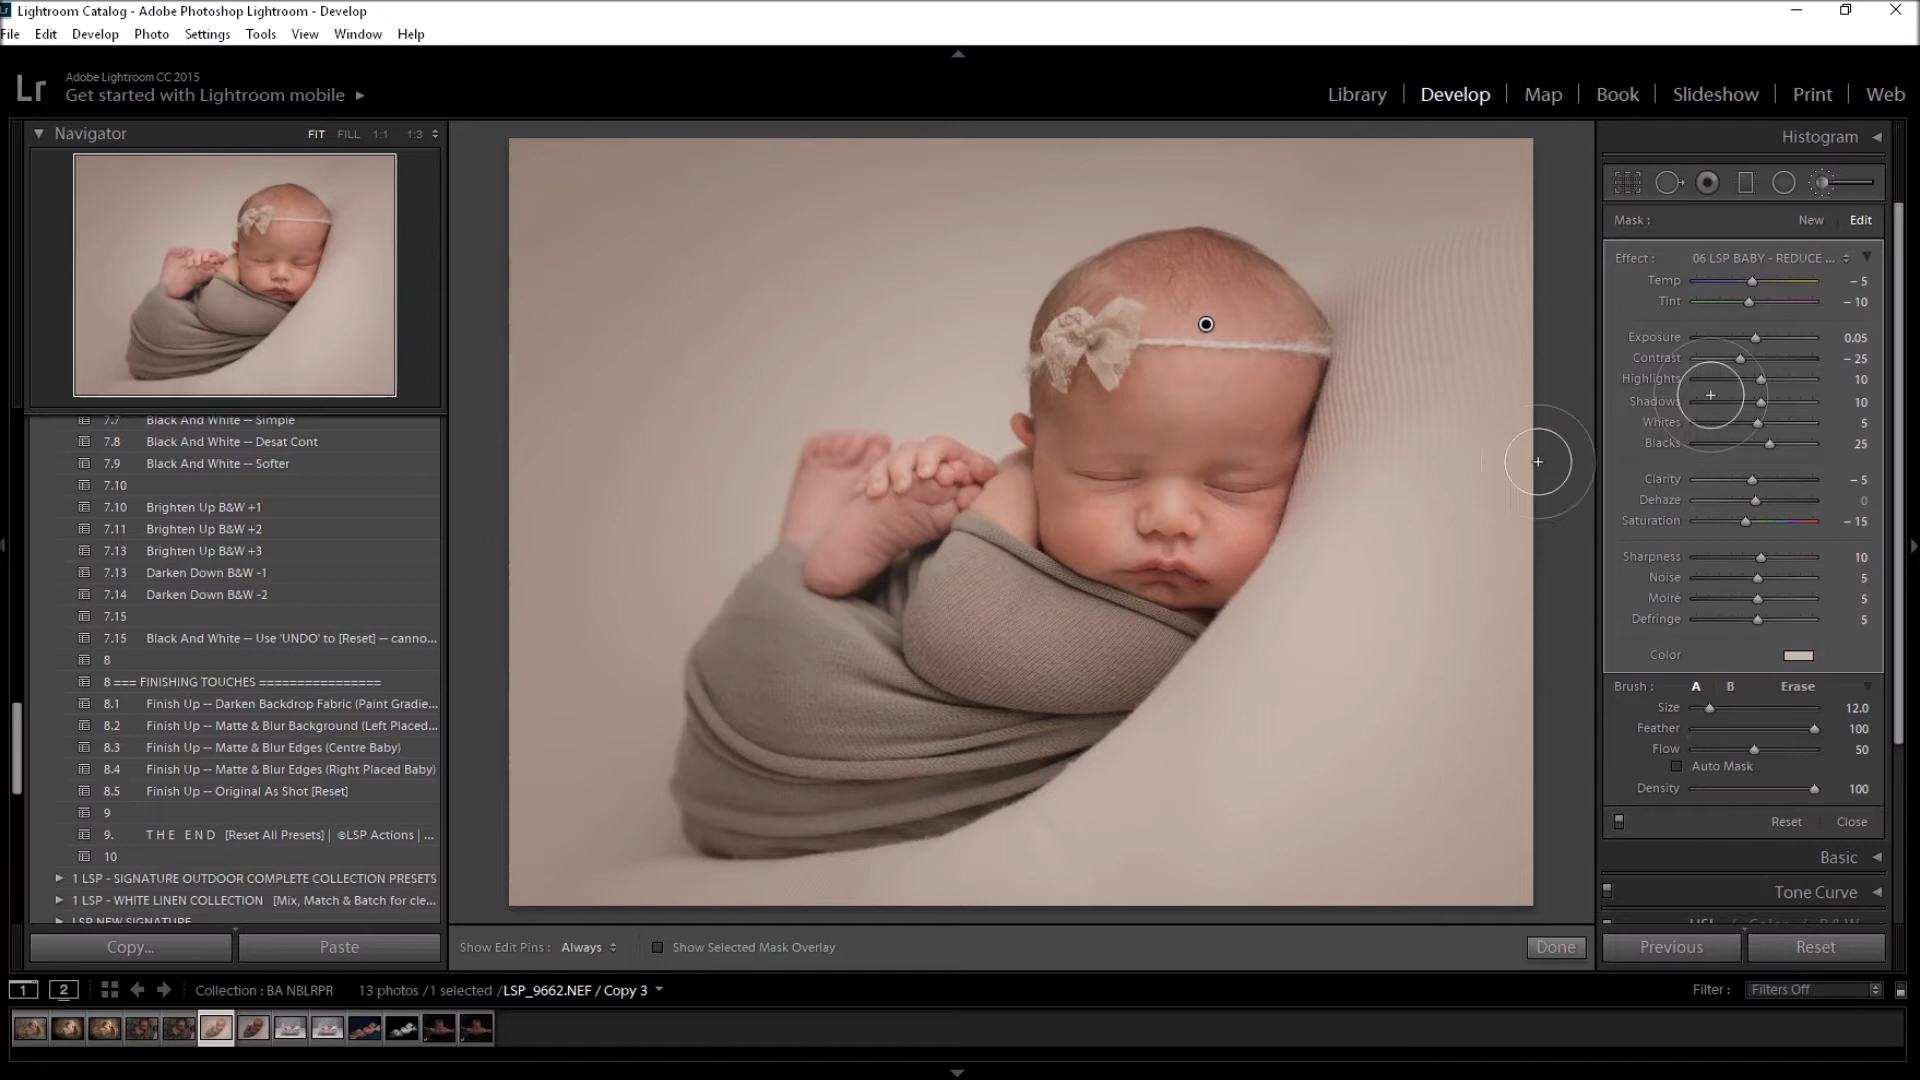 Lightroom Catalog - Adobe Photoshop Lightroom - Develop
File Edit Develop Photo Settings Tools View Window Help
Lr
Adobe Lightroom CC 2015
Get started with Lightroom mobile
Library Develop Map Book Slideshow Print Web
Navigator FIT FILL 1:1 1:3
7.7 Black And White -- Simple
7.8 Black And White -- Desat Cont
7.9 Black And White -- Softer
7.10
7.10 Brighten Up B&W +1
7.11 Brighten Up B&W +2
7.13 Brighten Up B&W +3
7.13 Darken Down B&W -1
7.14 Darken Down B&W -2
7.15
7.15 Black And White -- Use 'UNDO' to [Reset] -- canno...
8
8 === FINISHING TOUCHES ================
8.1 Finish Up -- Darken Backdrop Fabric (Paint Gradie...
8.2 Finish Up -- Matte & Blur Background (Left Placed...
8.3 Finish Up -- Matte & Blur Edges (Centre Baby)
8.4 Finish Up -- Matte & Blur Edges (Right Placed Baby)
8.5 Finish Up -- Original As Shot [Reset]
9
9. T H E E N D [Reset All Presets] | ©LSP Actions | ...
10
1 LSP - SIGNATURE OUTDOOR COMPLETE COLLECTION PRESETS
1 LSP - WHITE LINEN COLLECTION [Mix, Match & Batch for cle...
LSP NEW SIGNATURE
Copy... Paste
Show Edit Pins : Always Show Selected Mask Overlay Done
Histogram
Mask : New Edit
Effect : 06 LSP BABY - REDUCE ...
Temp – 5
Tint – 10
Exposure 0.05
Contrast – 25
Highlights 10
Shadows 10
Whites 5
Blacks 25
Clarity – 5
Dehaze 0
Saturation – 15
Sharpness 10
Noise 5
Moiré 5
Defringe 5
Color
Brush : A B Erase
Size 12.0
Feather 100
Flow 50
Auto Mask
Density 100
Reset Close
Basic
Tone Curve
HSL / Color / B & W
Previous Reset
1 2 Collection : BA NBLRPR 13 photos /1 selected /LSP_9662.NEF / Copy 3 Filter : Filters Off